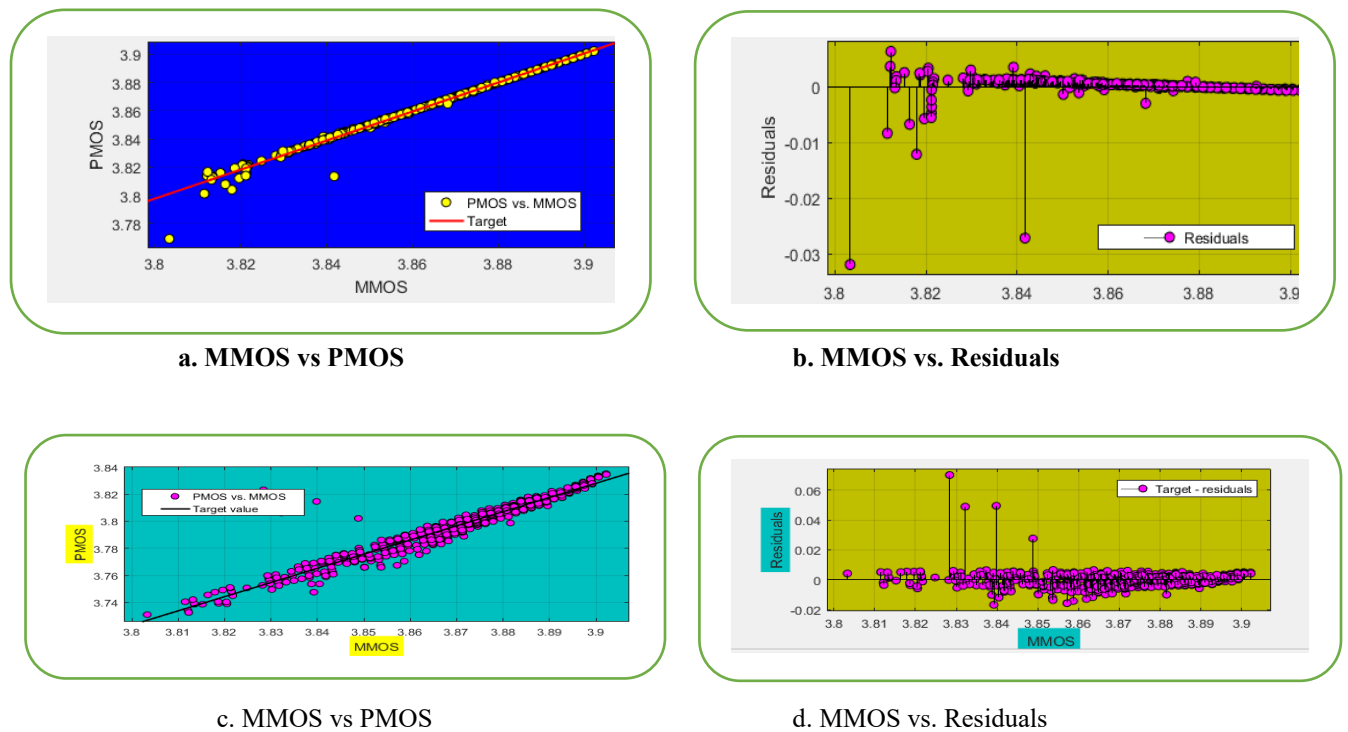 3.9
3.88
3.86
3.84
3.82
3.8
3.78
PMOS
PMOS vs. MMOS
Target
3.8 3.82 3.84 3.86 3.88 3.9
MMOS
a. MMOS vs PMOS
0
-0.01
-0.02
-0.03
Residuals
Residuals
3.8 3.82 3.84 3.86 3.88 3.9
b. MMOS vs. Residuals
3.84
3.82
3.8
3.78
3.76
3.74
PMOS
PMOS vs. MMOS
Target value
3.8 3.81 3.82 3.83 3.84 3.85 3.86 3.87 3.88 3.89 3.9
MMOS
c. MMOS vs PMOS
0.06
0.04
0.02
0
-0.02
Residuals
Target - residuals
3.8 3.81 3.82 3.83 3.84 3.85 3.86 3.87 3.88 3.89 3.9
MMOS
d. MMOS vs. Residuals